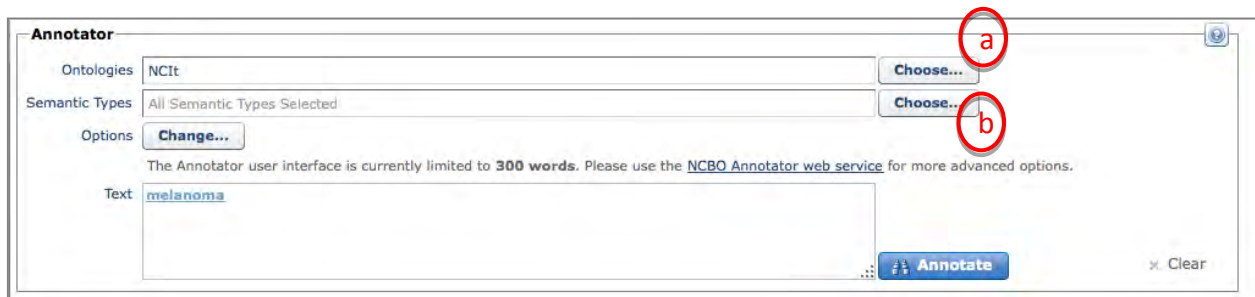 Annotator
a
Ontologies NCIt Choose...
Semantic Types All Semantic Types Selected Choose...
b
Options Change...
The Annotator user interface is currently limited to 300 words. Please use the NCBO Annotator web service for more advanced options.
Text melanoma
Annotate
Clear